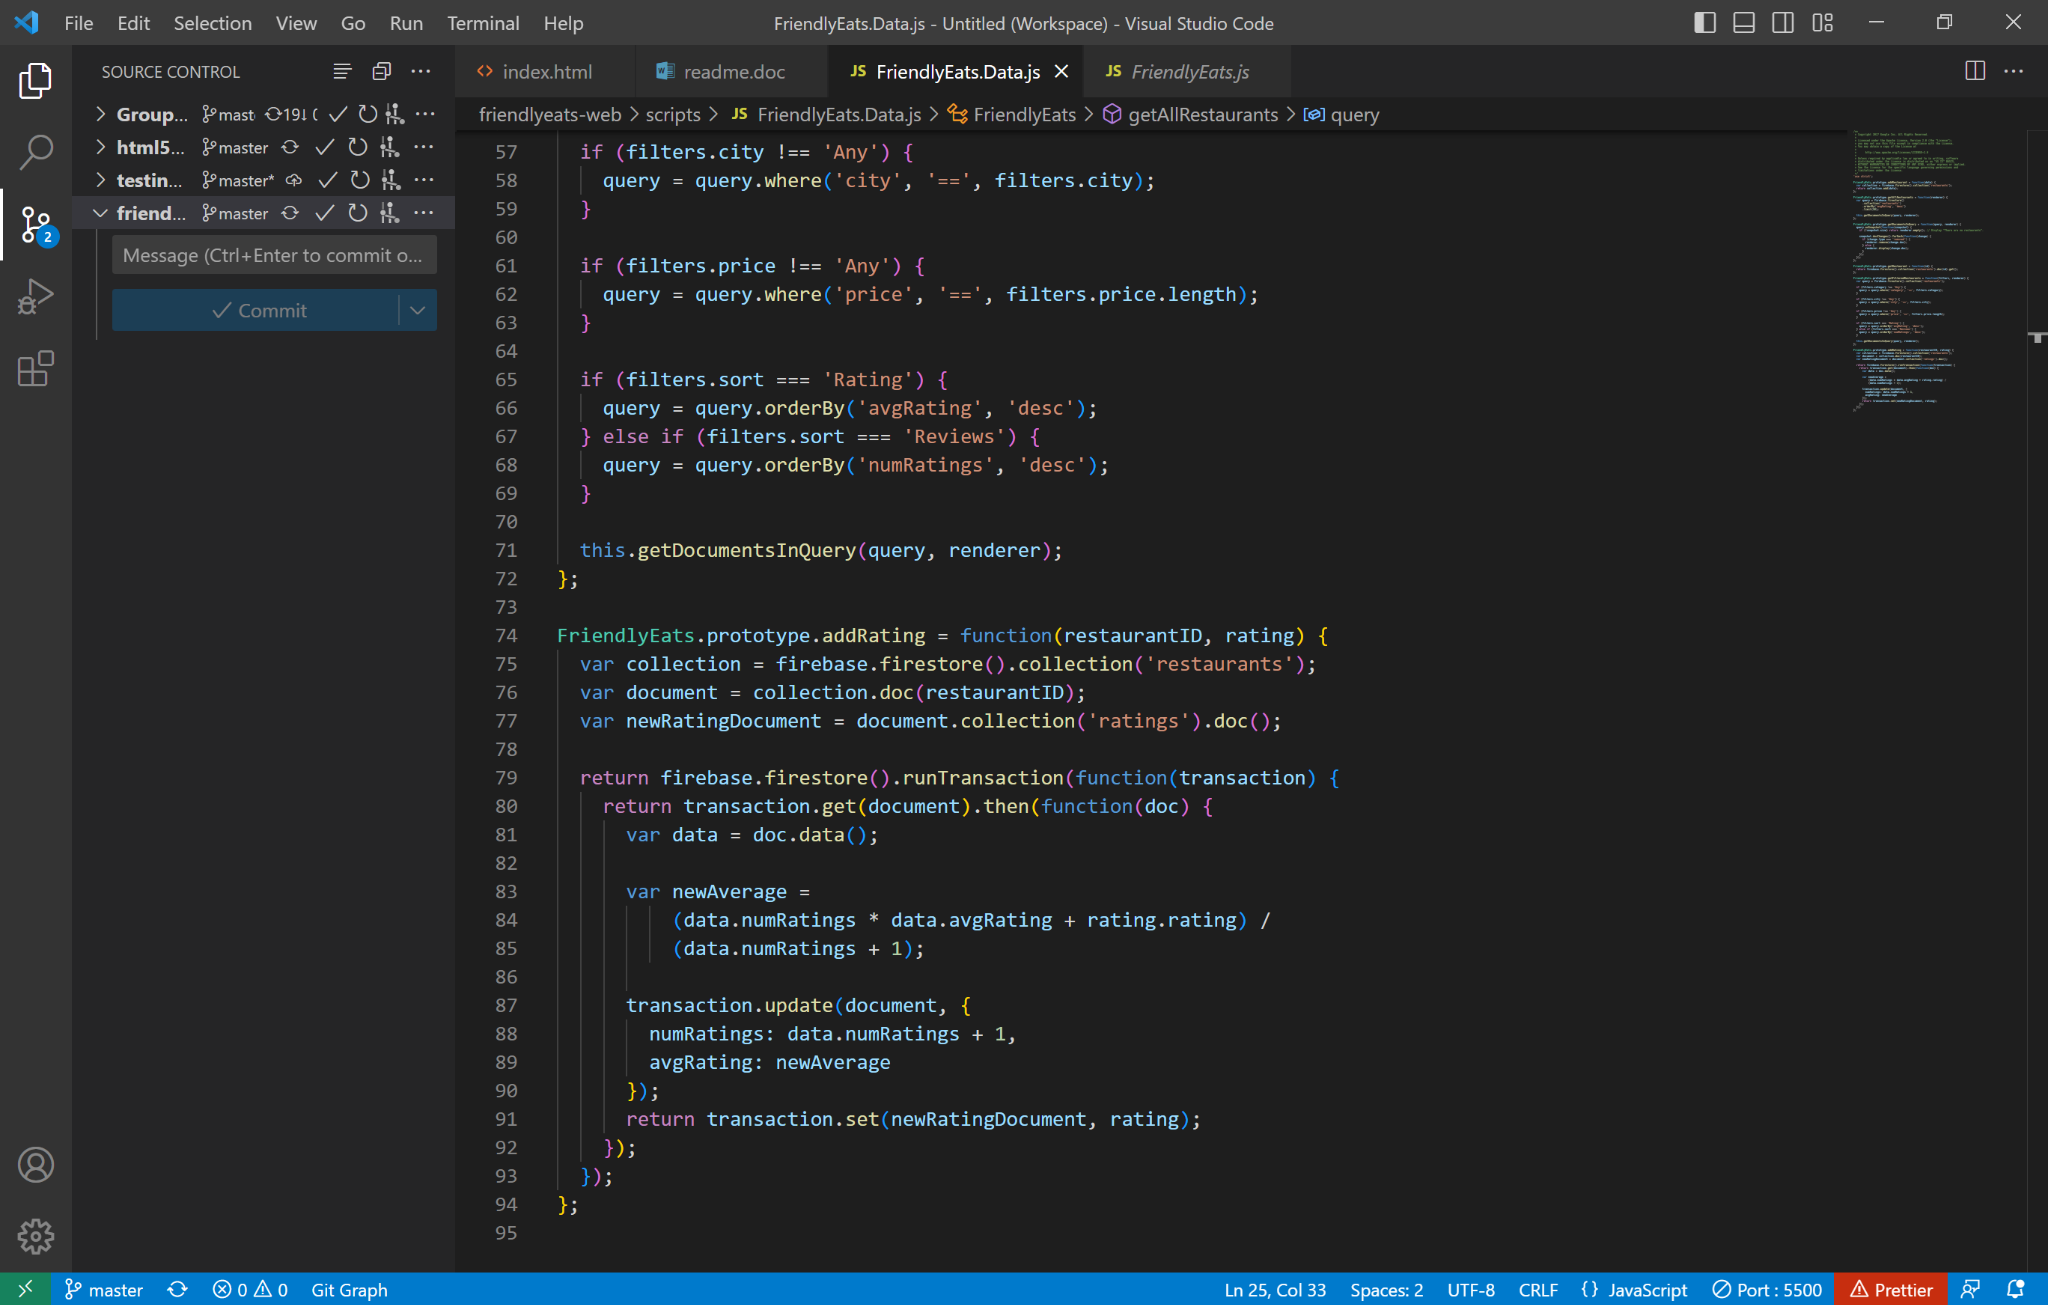 File Edit Selection View Go Run Terminal Help
FriendlyEats.Data.js - Untitled (Workspace) - Visual Studio Code
SOURCE CONTROL
index.html
readme.doc
JS FriendlyEats.Data.js
JS FriendlyEats.js
Group... mast 19↓
html5... master
testin... master*
friend... master
2
Message (Ctrl+Enter to commit o...
Commit
friendlyeats-web > scripts > JS FriendlyEats.Data.js > FriendlyEats > getAllRestaurants > query
57 if (filters.city !== 'Any') {
58 query = query.where('city', '==', filters.city);
59 }
60
61 if (filters.price !== 'Any') {
62 query = query.where('price', '==', filters.price.length);
63 }
64
65 if (filters.sort === 'Rating') {
66 query = query.orderBy('avgRating', 'desc');
67 } else if (filters.sort === 'Reviews') {
68 query = query.orderBy('numRatings', 'desc');
69 }
70
71 this.getDocumentsInQuery(query, renderer);
72 };
73
74 FriendlyEats.prototype.addRating = function(restaurantID, rating) {
75 var collection = firebase.firestore().collection('restaurants');
76 var document = collection.doc(restaurantID);
77 var newRatingDocument = document.collection('ratings').doc();
78
79 return firebase.firestore().runTransaction(function(transaction) {
80 return transaction.get(document).then(function(doc) {
81 var data = doc.data();
82
83 var newAverage =
84 (data.numRatings * data.avgRating + rating.rating) /
85 (data.numRatings + 1);
86
87 transaction.update(document, {
88 numRatings: data.numRatings + 1,
89 avgRating: newAverage
90 });
91 return transaction.set(newRatingDocument, rating);
92 });
93 });
94 };
95
master 0 0 Git Graph
Ln 25, Col 33 Spaces: 2 UTF-8 CRLF {} JavaScript Port : 5500 Prettier